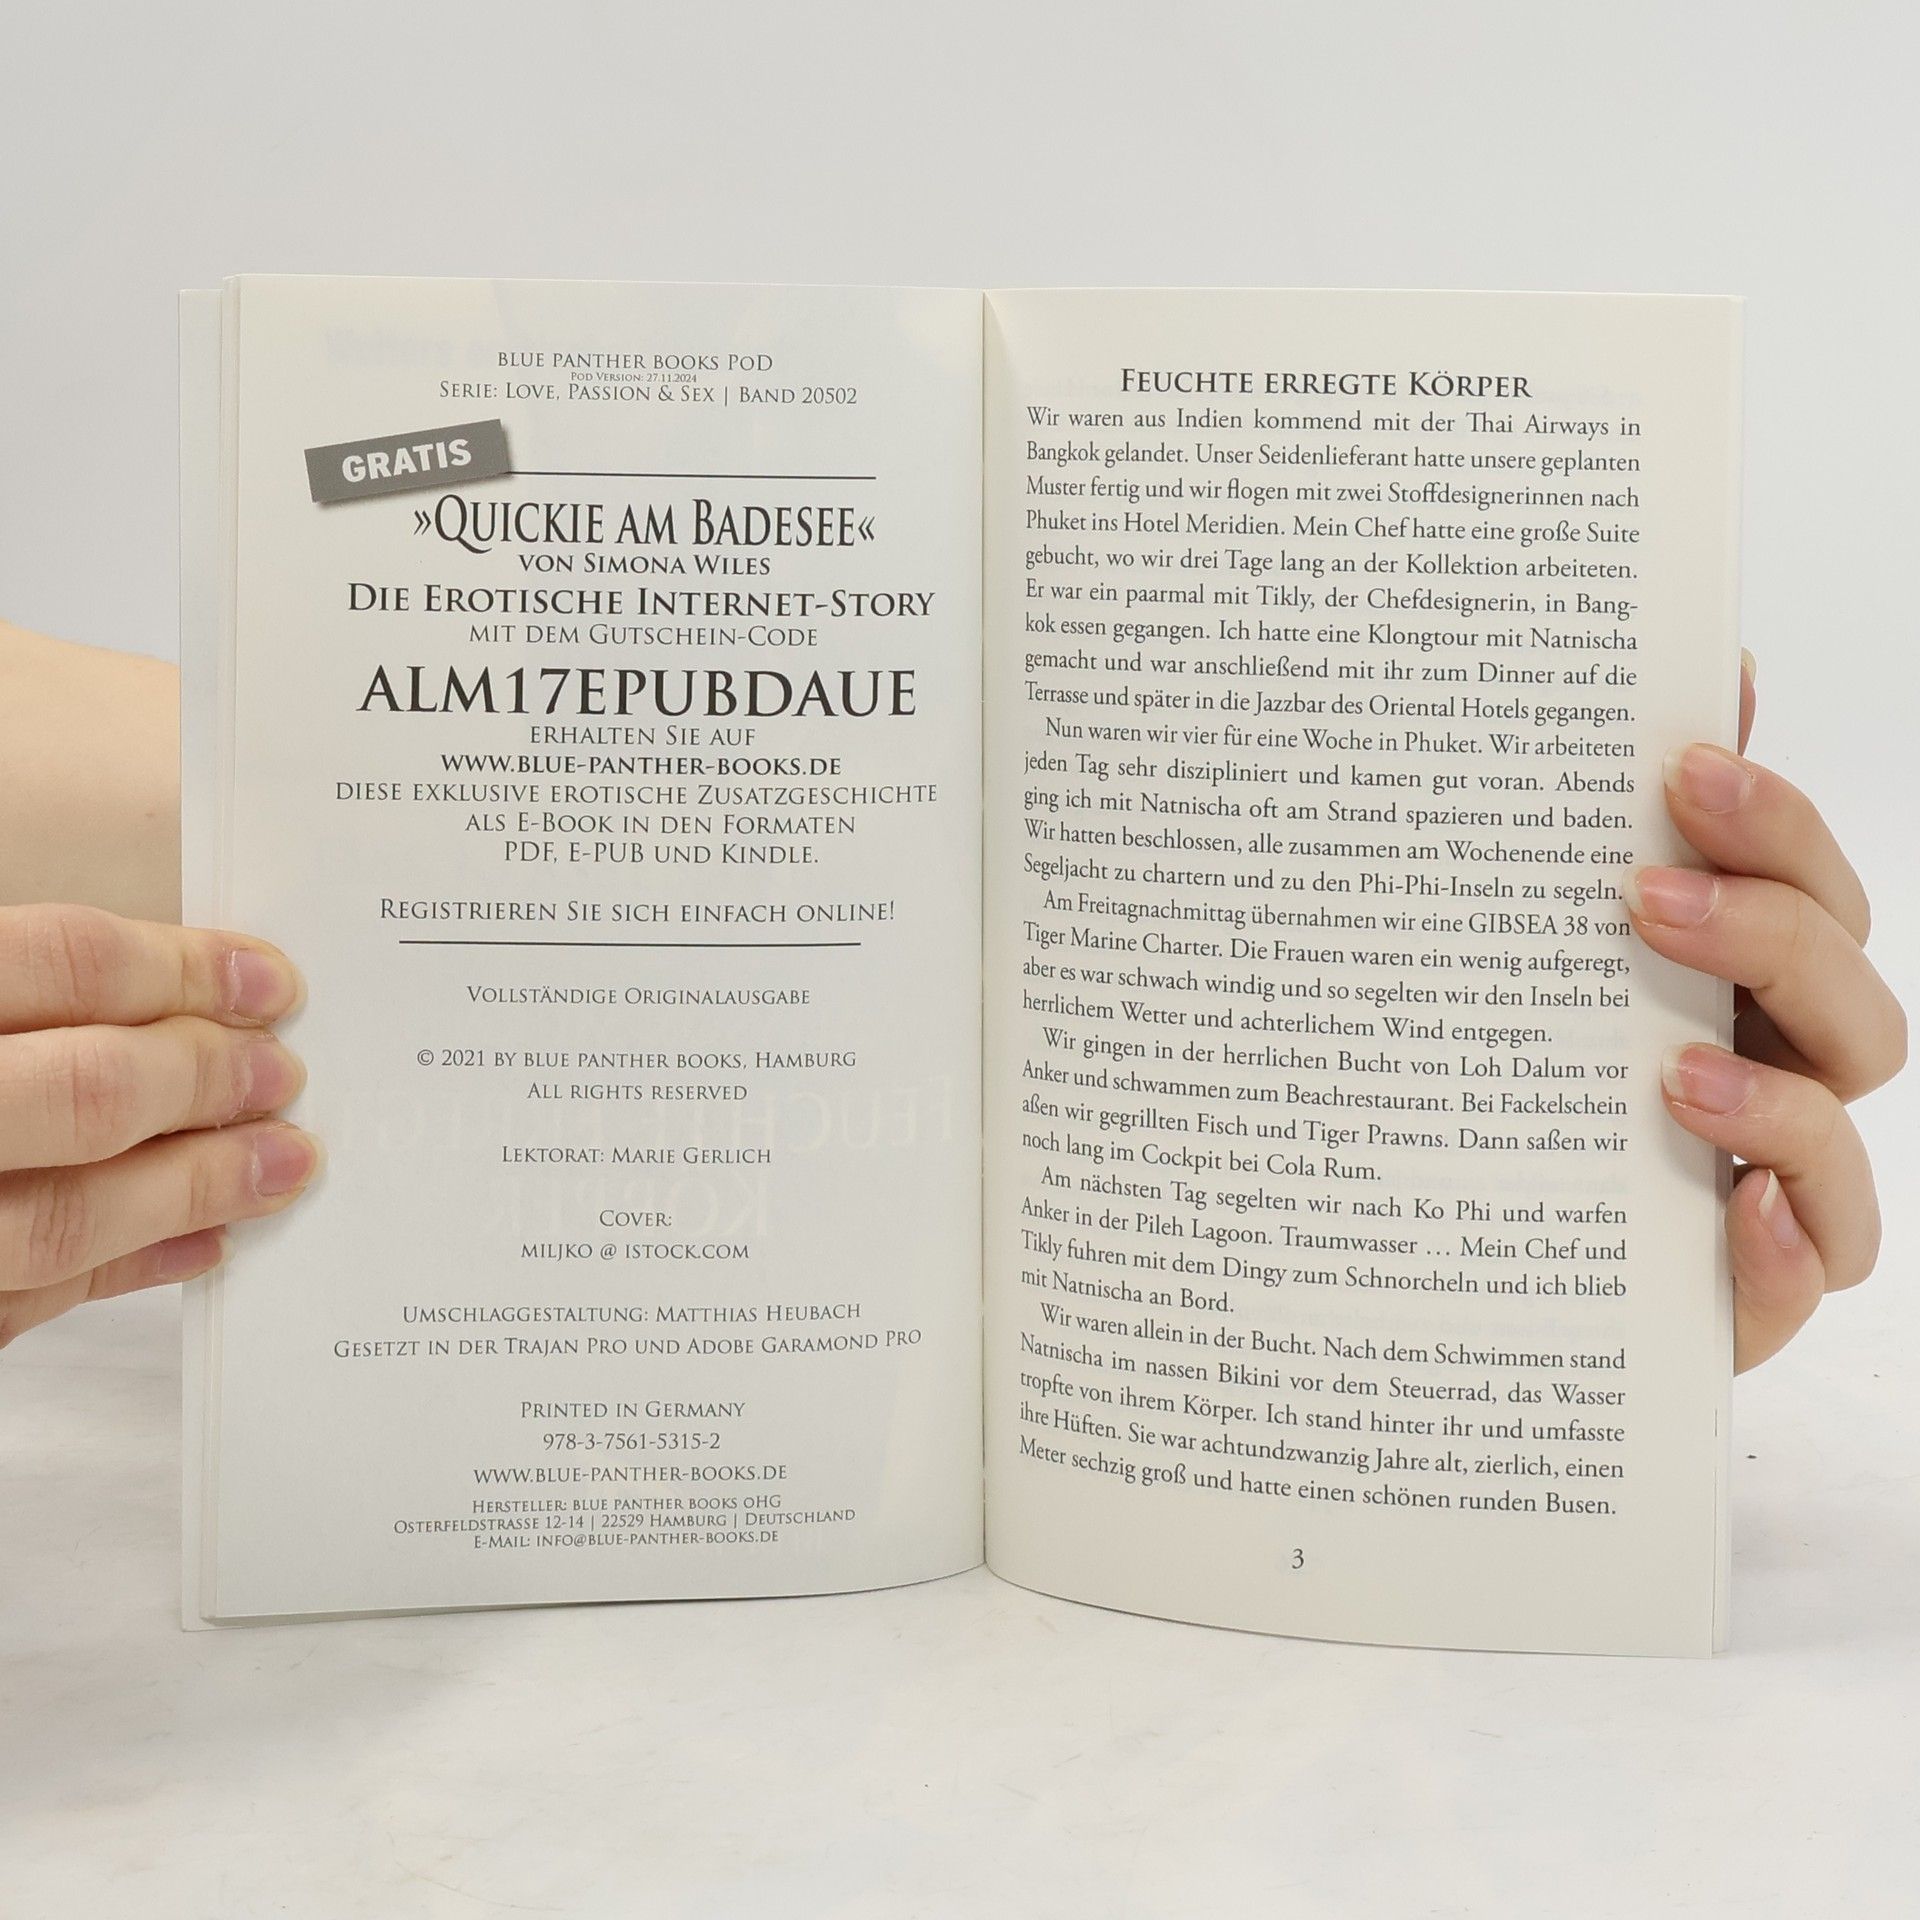 BLUE PANTHER BOOKS POD
POD VERSION: 27.11.2024
SERIE: LOVE, PASSION & SEX | BAND 20502
GRATIS
»QUICKIE AM BADESEE«
VON SIMONA WILES
DIE EROTISCHE INTERNET-STORY
MIT DEM GUTSCHEIN-CODE
ALM17EPUBDAUE
ERHALTEN SIE AUF
WWW.BLUE-PANTHER-BOOKS.DE
DIESE EXKLUSIVE EROTISCHE ZUSATZGESCHICHTE
ALS E-BOOK IN DEN FORMATEN
PDF, E-PUB UND KINDLE.
REGISTRIEREN SIE SICH EINFACH ONLINE!
VOLLSTÄNDIGE ORIGINALAUSGABE
© 2021 BY BLUE PANTHER BOOKS, HAMBURG
ALL RIGHTS RESERVED
LEKTORAT: MARIE GERLICH
COVER:
MILJKO @ ISTOCK.COM
UMSCHLAGGESTALTUNG: MATTHIAS HEUBACH
GESETZT IN DER TRAJAN PRO UND ADOBE GARAMOND PRO
PRINTED IN GERMANY
978-3-7561-5315-2
WWW.BLUE-PANTHER-BOOKS.DE
HERSTELLER: BLUE PANTHER BOOKS OHG
OSTERFELDSTRASSE 12-14 | 22529 HAMBURG | DEUTSCHLAND
E-MAIL: INFO@BLUE-PANTHER-BOOKS.DE
FEUCHTE ERREGTE KÖRPER
Wir waren aus Indien kommend mit der Thai Airways in
Bangkok gelandet. Unser Seidenlieferant hatte unsere geplanten
Muster fertig und wir flogen mit zwei Stoffdesignerinnen nach
Phuket ins Hotel Meridien. Mein Chef hatte eine große Suite
gebucht, wo wir drei Tage lang an der Kollektion arbeiteten.
Er war ein paarmal mit Tikly, der Chefdesignerin, in Bang-
kok essen gegangen. Ich hatte eine Klongtour mit Natnischa
gemacht und war anschließend mit ihr zum Dinner auf die
Terrasse und später in die Jazzbar des Oriental Hotels gegangen.
Nun waren wir vier für eine Woche in Phuket. Wir arbeiteten
jeden Tag sehr diszipliniert und kamen gut voran. Abends
ging ich mit Natnischa oft am Strand spazieren und baden.
Wir hatten beschlossen, alle zusammen am Wochenende eine
Segeljacht zu chartern und zu den Phi-Phi-Inseln zu segeln.
Am Freitagnachmittag übernahmen wir eine GIBSEA 38 von
Tiger Marine Charter. Die Frauen waren ein wenig aufgeregt,
aber es war schwach windig und so segelten wir den Inseln bei
herrlichem Wetter und achterlichem Wind entgegen.
Wir gingen in der herrlichen Bucht von Loh Dalum vor
Anker und schwammen zum Beachrestaurant. Bei Fackelschein
aßen wir gegrillten Fisch und Tiger Prawns. Dann saßen wir
noch lang im Cockpit bei Cola Rum.
Am nächsten Tag segelten wir nach Ko Phi und warfen
Anker in der Pileh Lagoon. Traumwasser … Mein Chef und
Tikly fuhren mit dem Dingy zum Schnorcheln und ich blieb
mit Natnischa an Bord.
Wir waren allein in der Bucht. Nach dem Schwimmen stand
Natnischa im nassen Bikini vor dem Steuerrad, das Wasser
tropfte von ihrem Körper. Ich stand hinter ihr und umfasste
ihre Hüften. Sie war achtundzwanzig Jahre alt, zierlich, einen
Meter sechzig groß und hatte einen schönen runden Busen.
3